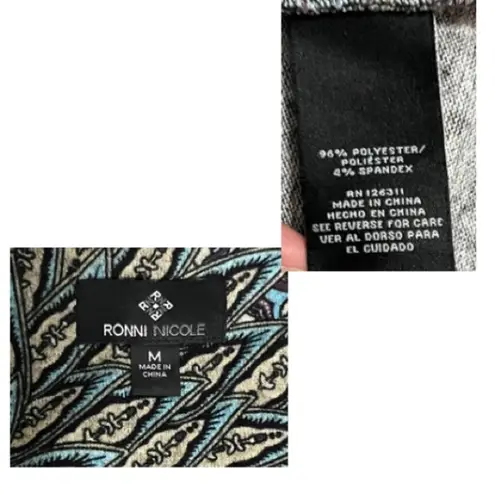 96% POLYESTER/
POLIÉSTER
4% SPANDEX
RN 126311
MADE IN CHINA
HECHO EN CHINA
SEE REVERSE FOR CARE
VER AL DORSO PARA
EL CUIDADO
RONNI NICOLE
M
MADE IN
CHINA